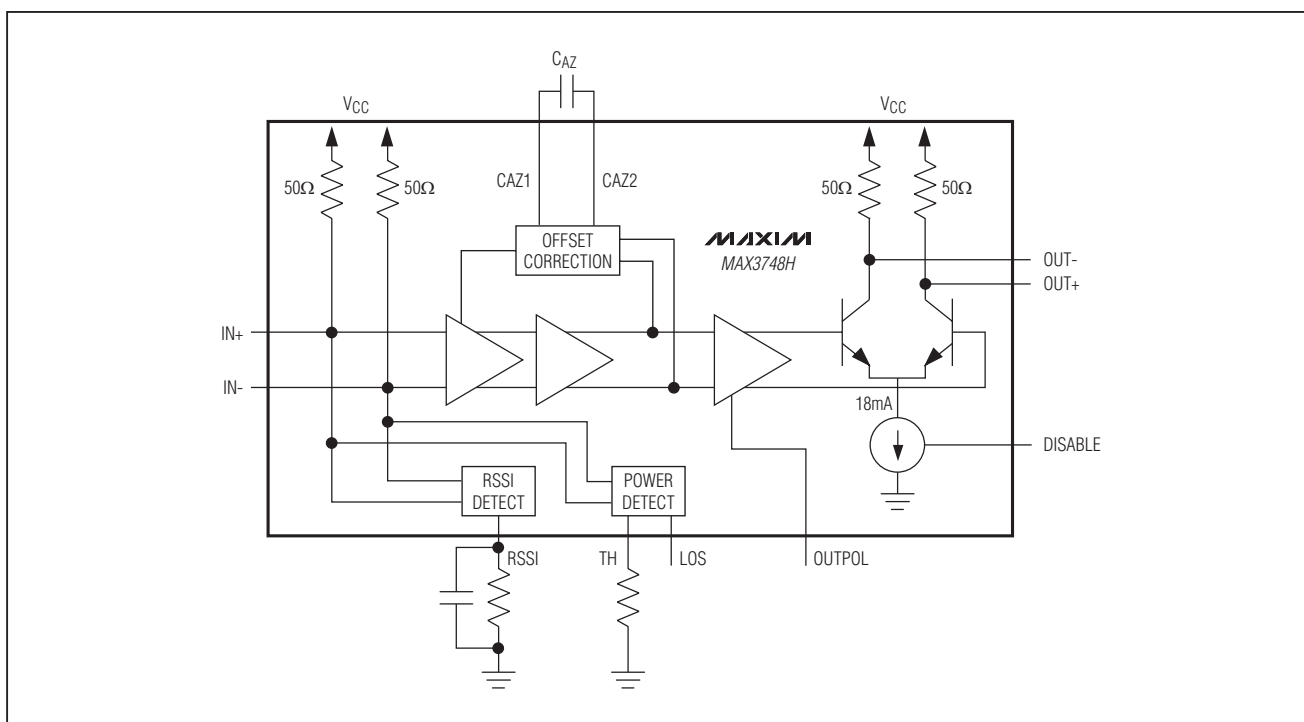 CAZ
VCC
VCC
50Ω
50Ω
CAZ1
CAZ2
50Ω
50Ω
OFFSET
CORRECTION
MAXIM
MAX3748H
OUT-
OUT+
IN+
IN-
18mA
DISABLE
RSSI
DETECT
POWER
DETECT
RSSI
TH
LOS
OUTPOL